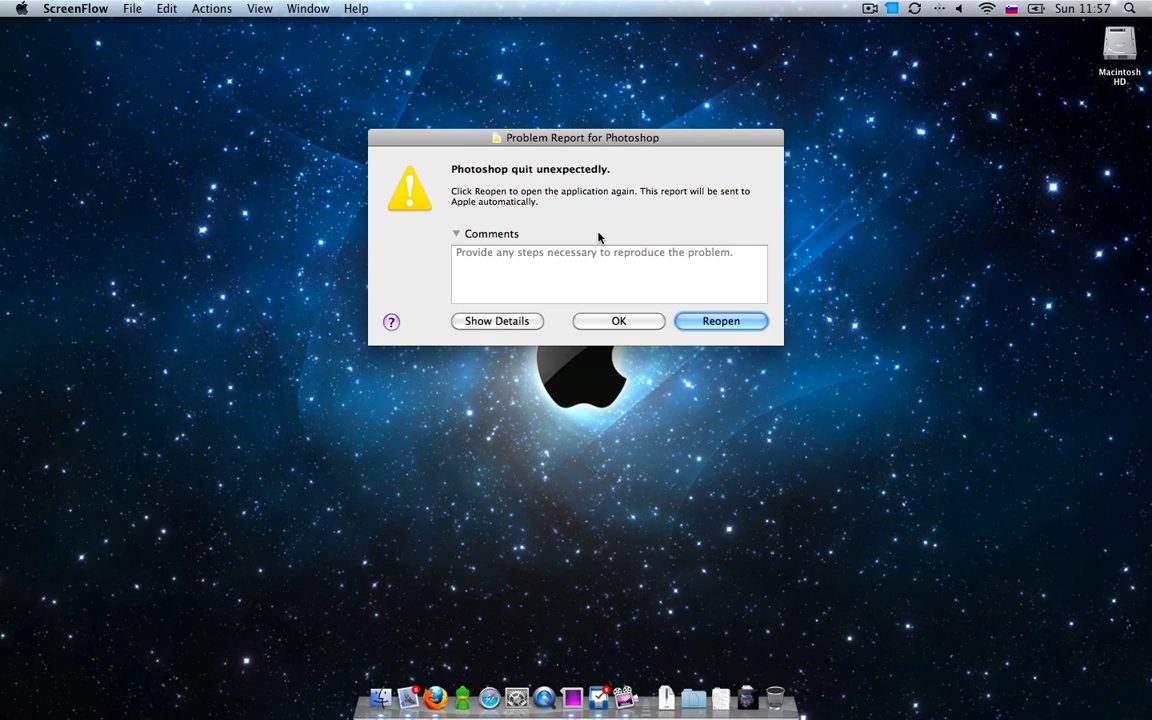 ScreenFlow File Edit Actions View Window Help Sun 11:57
Macintosh
HD
Problem Report for Photoshop
Photoshop quit unexpectedly.
Click Reopen to open the application again. This report will be sent to
Apple automatically.
Comments
Provide any steps necessary to reproduce the problem.
? Show Details OK Reopen